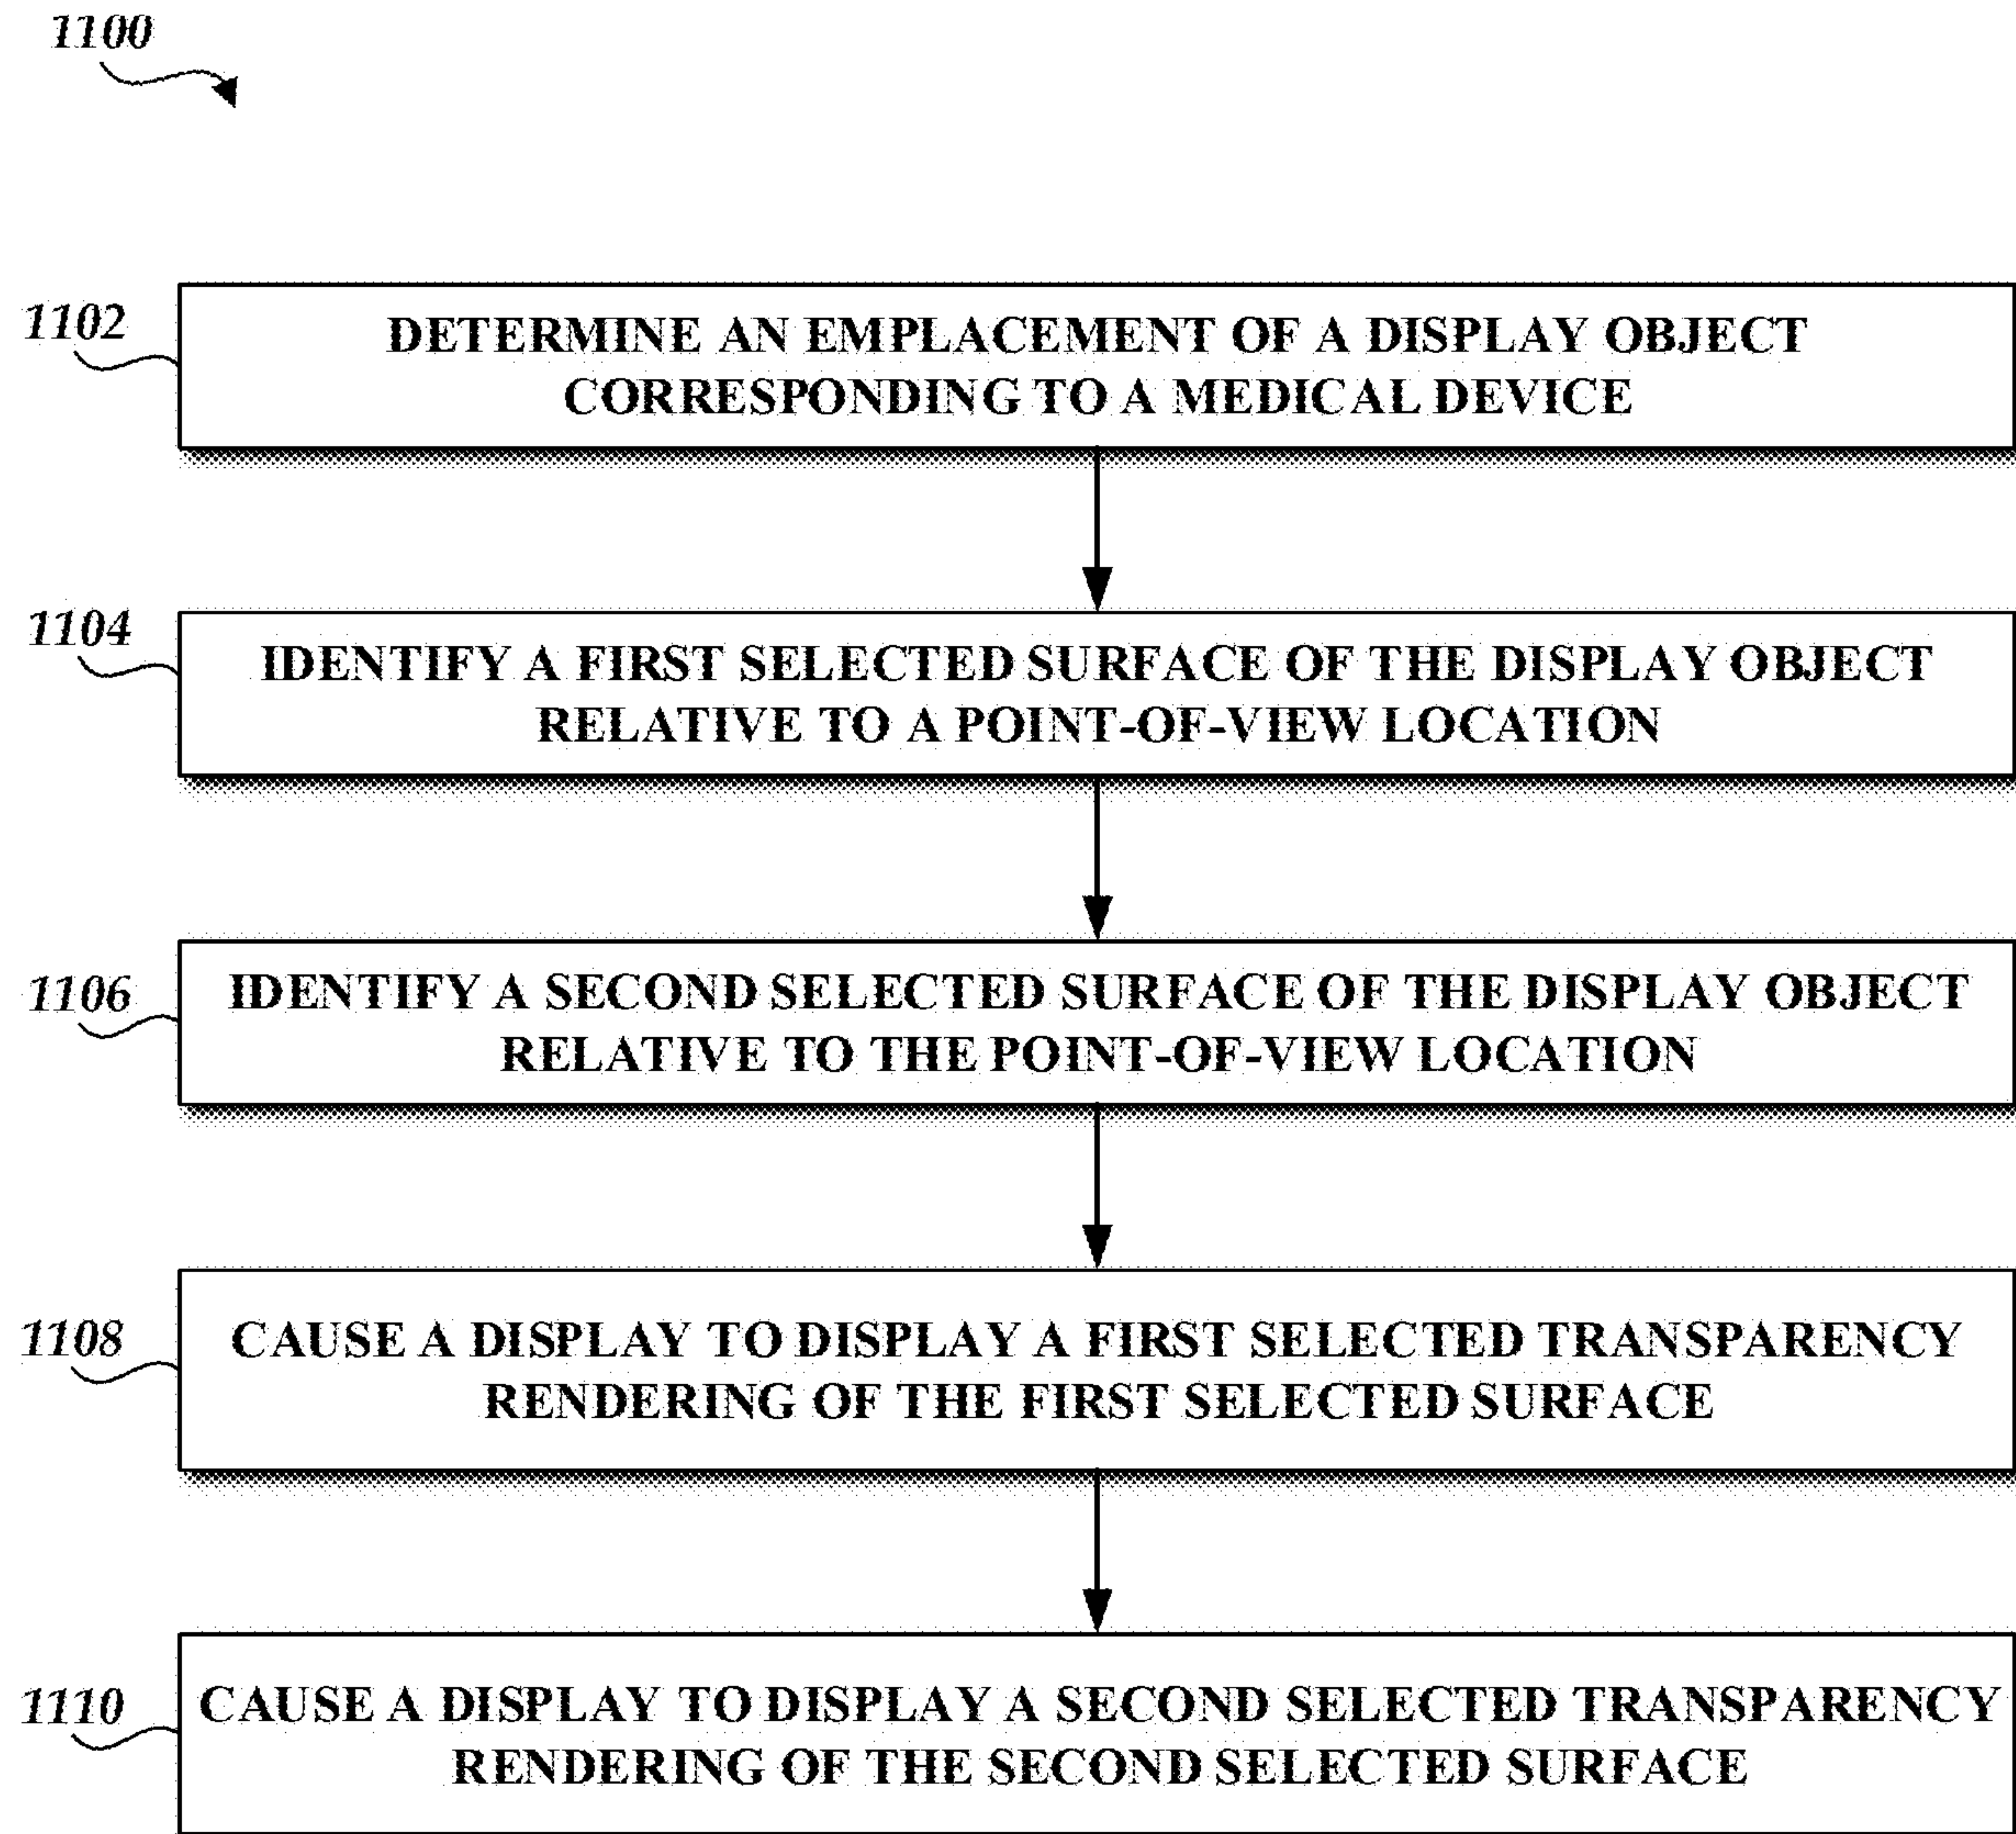 1100
1102
DETERMINE AN EMPLACEMENT OF A DISPLAY OBJECT
CORRESPONDING TO A MEDICAL DEVICE
1104
IDENTIFY A FIRST SELECTED SURFACE OF THE DISPLAY OBJECT
RELATIVE TO A POINT-OF-VIEW LOCATION
1106
IDENTIFY A SECOND SELECTED SURFACE OF THE DISPLAY OBJECT
RELATIVE TO THE POINT-OF-VIEW LOCATION
1108
CAUSE A DISPLAY TO DISPLAY A FIRST SELECTED TRANSPARENCY
RENDERING OF THE FIRST SELECTED SURFACE
1110
CAUSE A DISPLAY TO DISPLAY A SECOND SELECTED TRANSPARENCY
RENDERING OF THE SECOND SELECTED SURFACE